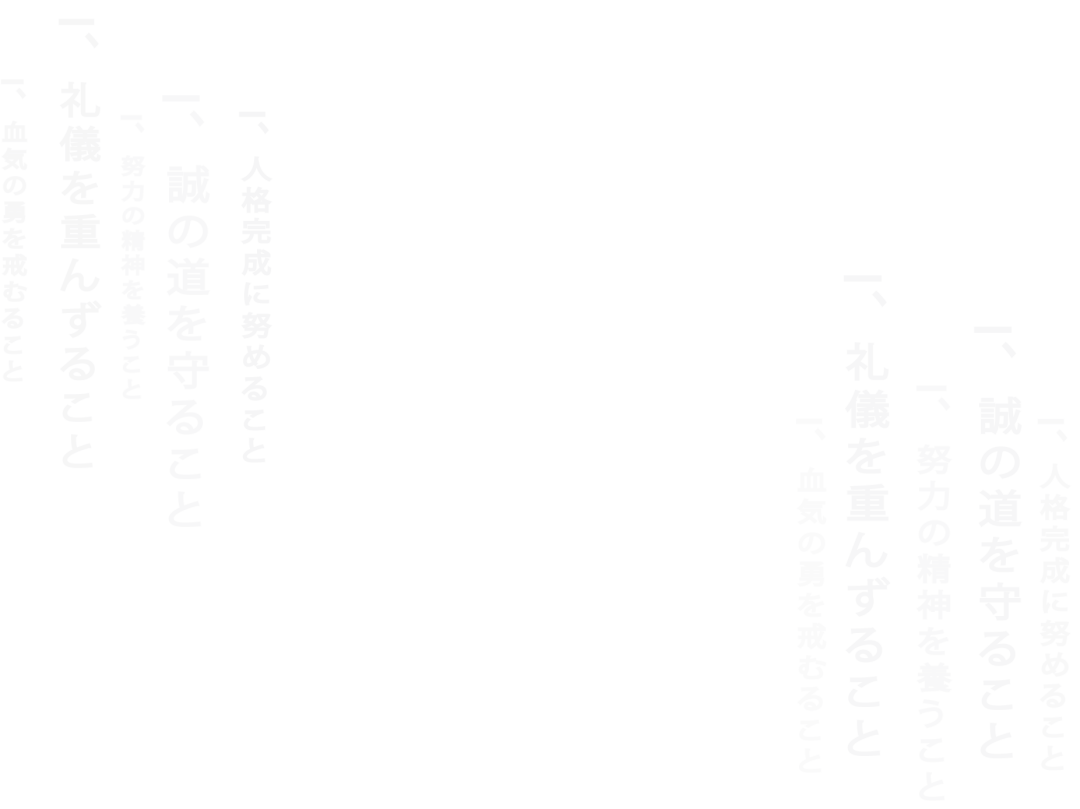 一、人格完成に努めること
一、誠の道を守ること
一、努力の精神を養うこと
一、礼儀を重んずること
一、血気の勇を戒むること
一、人格完成に努めること
一、誠の道を守ること
一、努力の精神を養うこと
一、礼儀を重んずること
一、血気の勇を戒むること